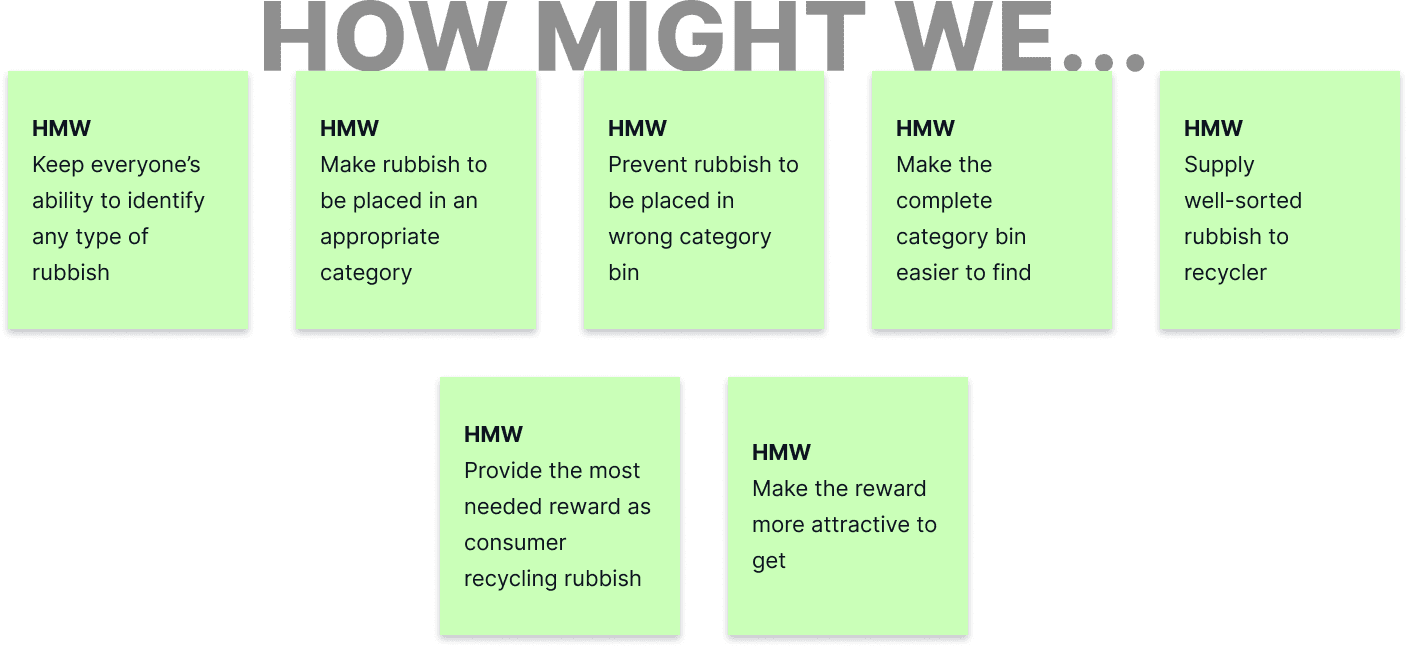 HOW MIGHT WE...
HMW
Keep everyone’s
ability to identify
any type of
rubbish
HMW
Make rubbish to
be placed in an
appropriate
category
HMW
Prevent rubbish to
be placed in
wrong category
bin
HMW
Make the
complete
category bin
easier to find
HMW
Supply
well-sorted
rubbish to
recycler
HMW
Provide the most
needed reward as
consumer
recycling rubbish
HMW
Make the reward
more attractive to
get